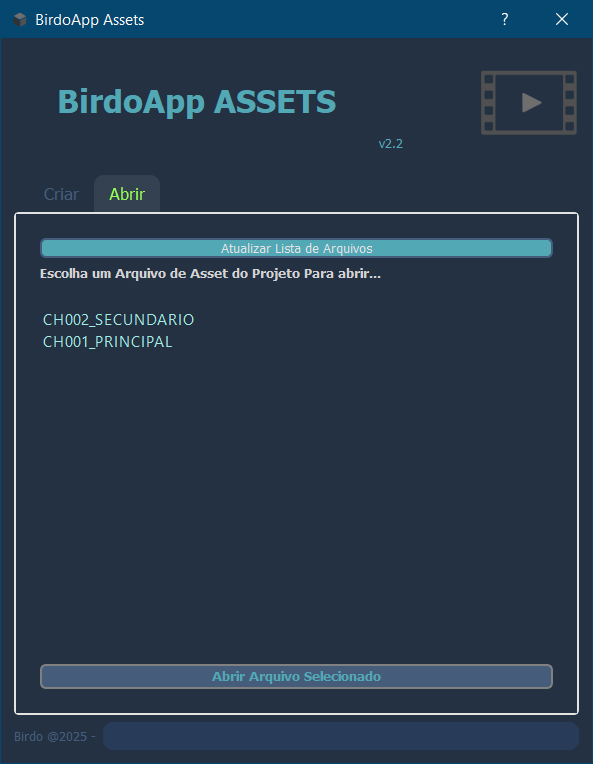 BirdoApp Assets
?
BirdoApp ASSETS
v2.2
Criar Abrir
Atualizar Lista de Arquivos
Escolha um Arquivo de Asset do Projeto Para abrir...
CH002_SECUNDARIO
CH001_PRINCIPAL
Abrir Arquivo Selecionado
Birdo @2025 -